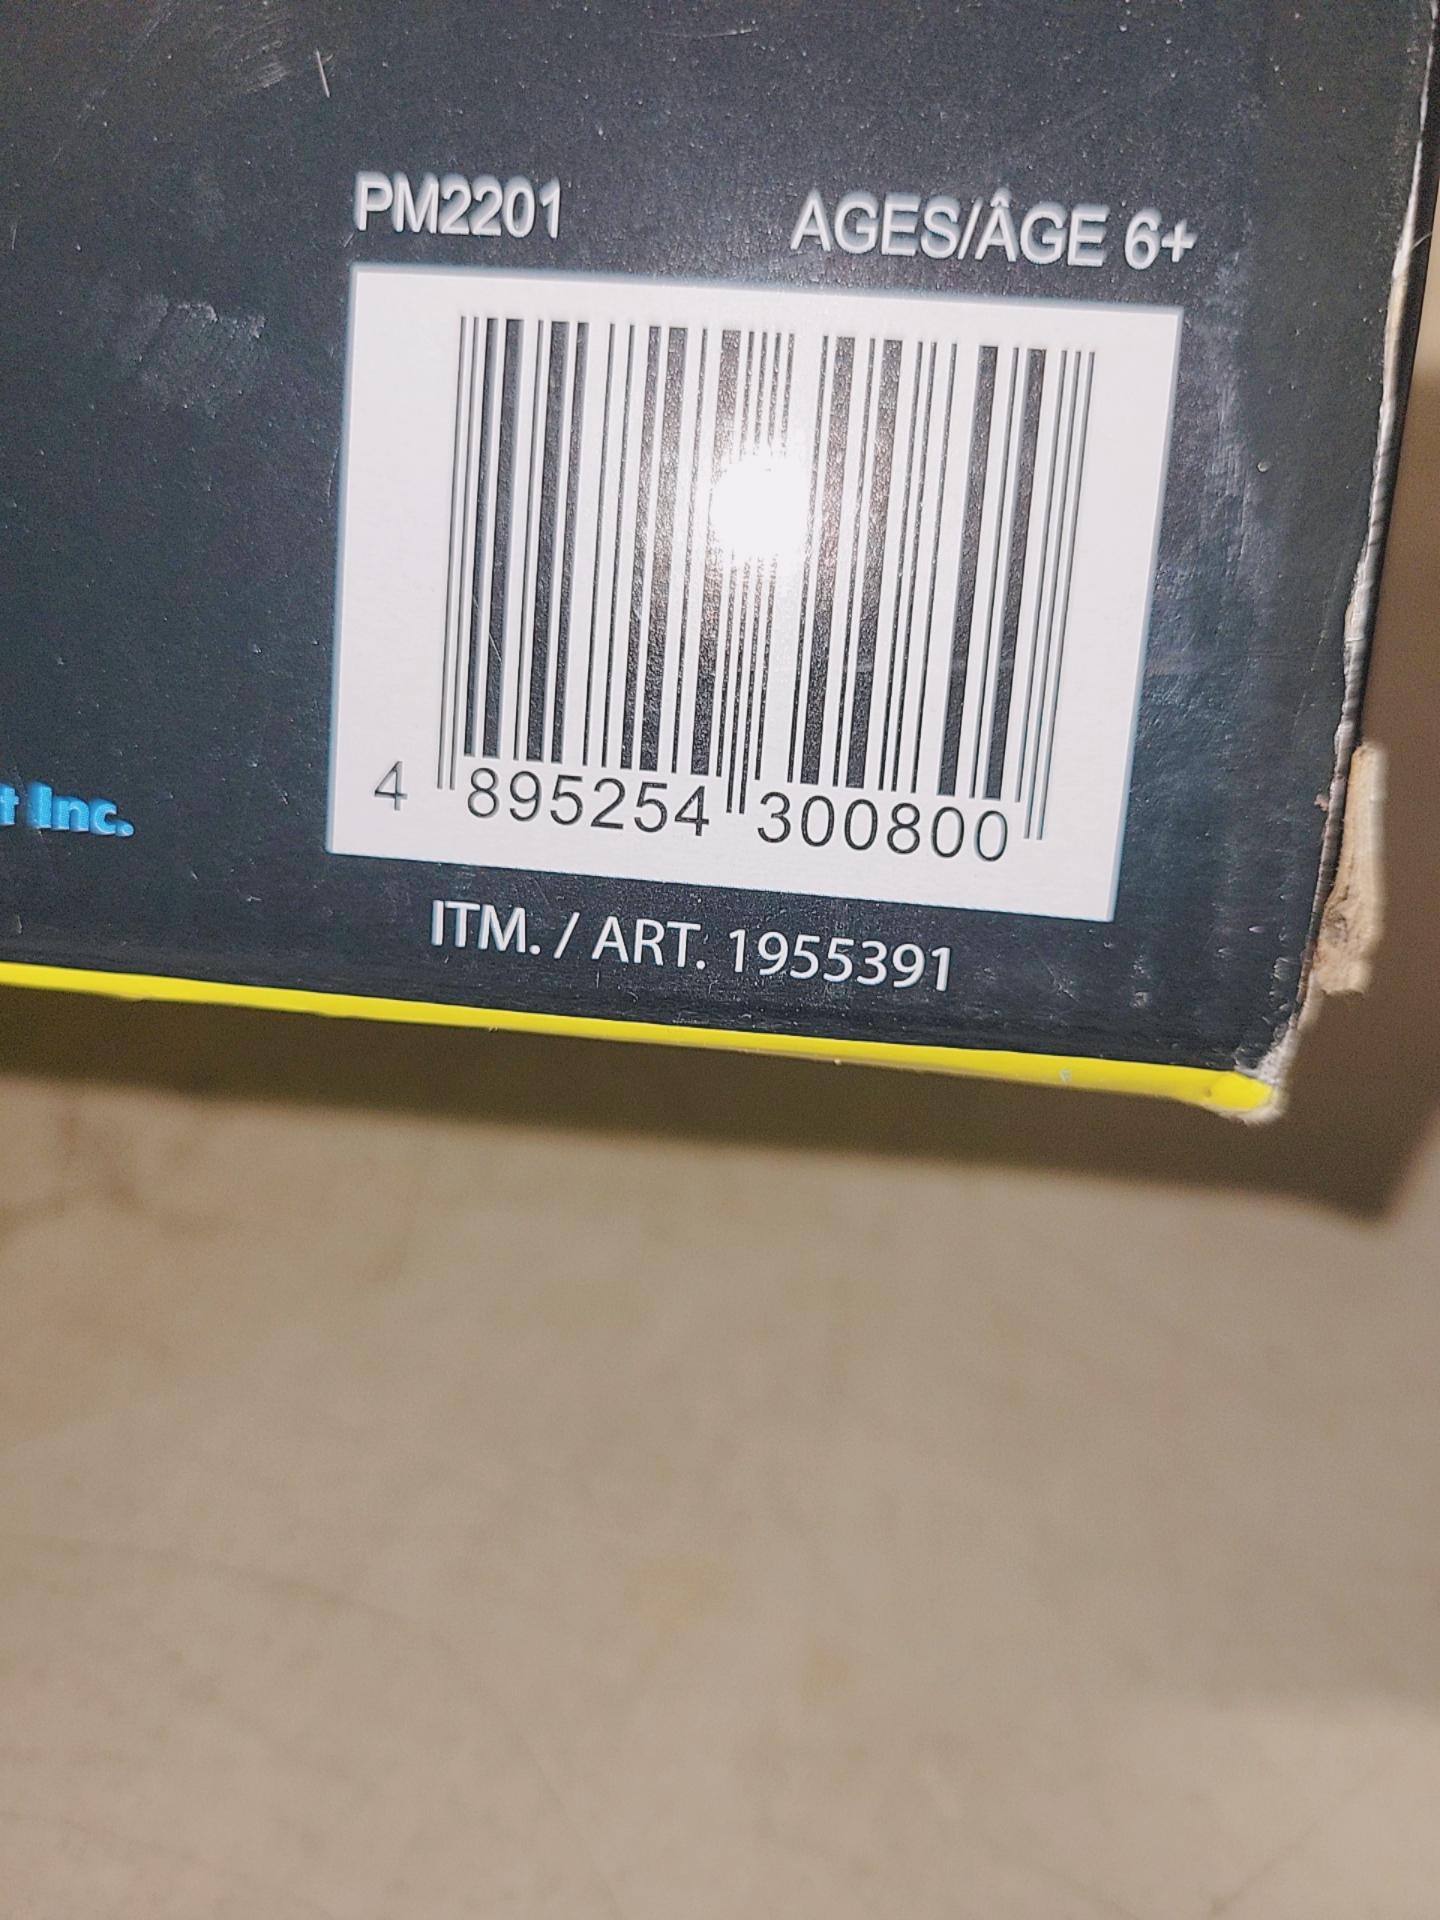 PM2201 AGES/ÂGE 6+
4 895254 300800
t Inc.
ITM. / ART. 1955391